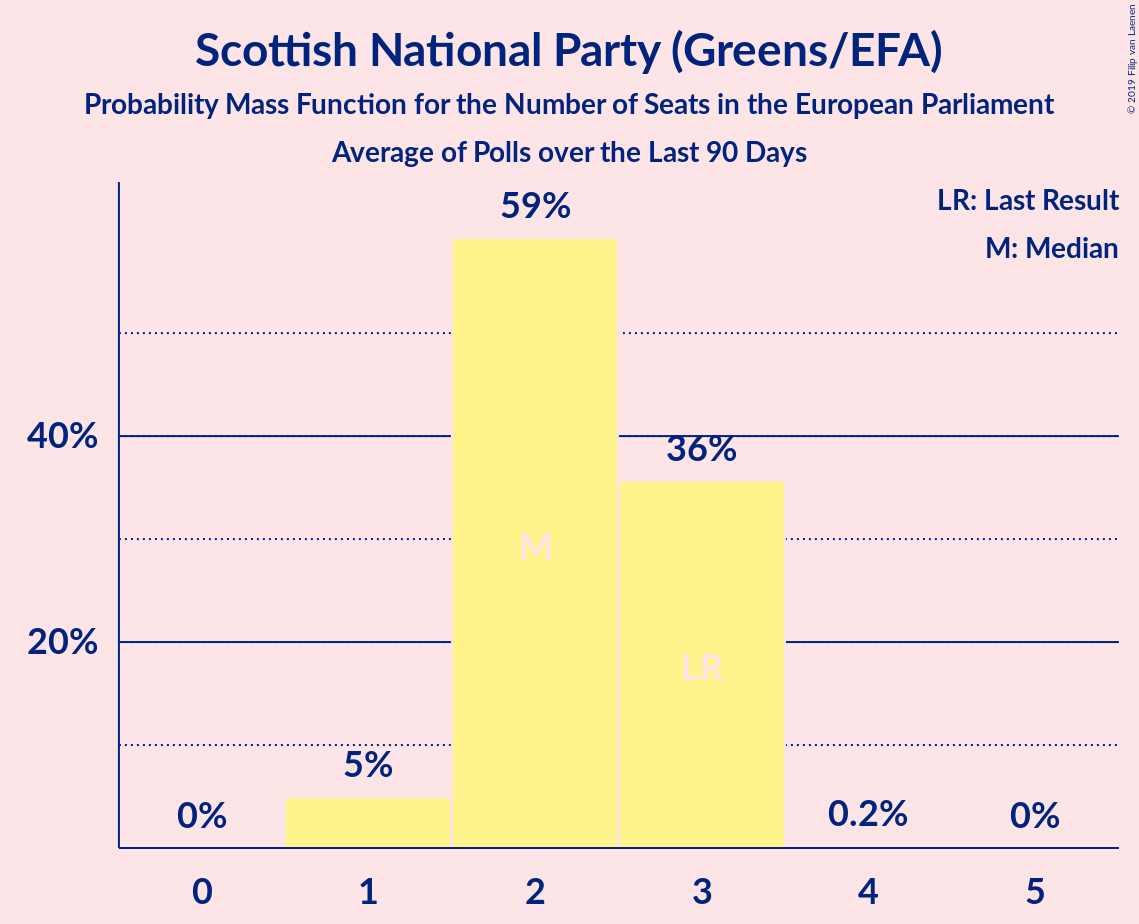 Scottish National Party (Greens/EFA)
Probability Mass Function for the Number of Seats in the European Parliament
Average of Polls over the Last 90 Days
© 2019 Filip van Laenen
LR: Last Result
M: Median
59%
40%
36%
M
20%
LR
5%
0%
0.2%
0%
0 1 2 3 4 5